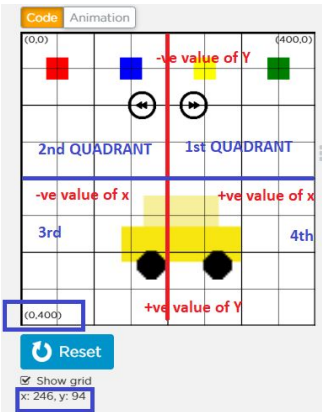 Code Animation
(0,0) (400,0)
-ve value of Y
2nd QUADRANT 1st QUADRANT
-ve value of x +ve value of x
3rd 4th
+ve value of Y
(0,400)
Reset
Show grid
x: 246, y: 94